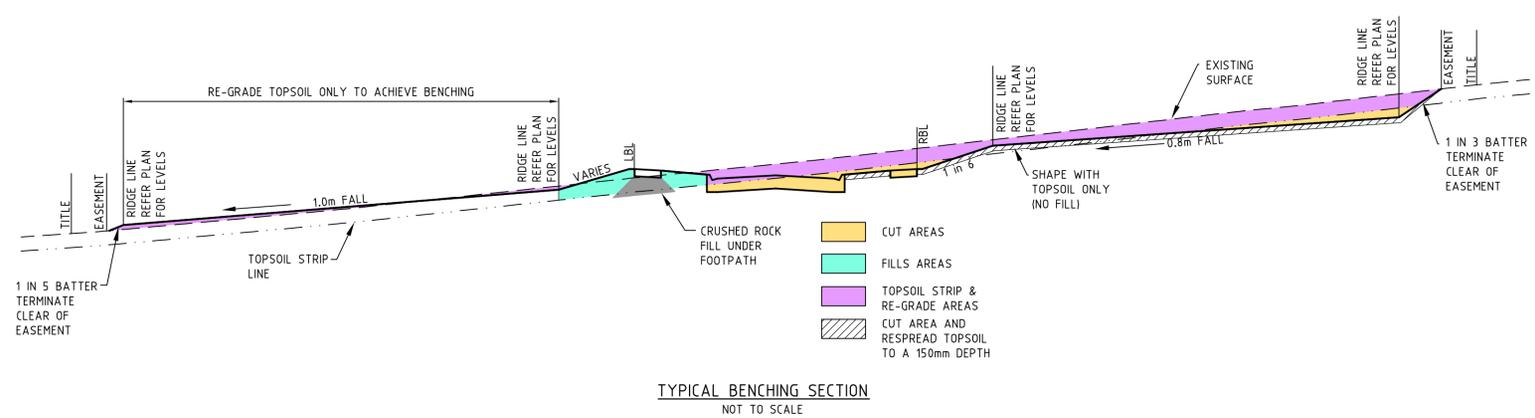 RE-GRADE TOPSOIL ONLY TO ACHIEVE BENCHING
TITLE
EASEMENT
RIDGE LINE
REFER PLAN
FOR LEVELS
1.0m FALL
TOPSOIL STRIP
LINE
1 IN 5 BATTER
TERMINATE
CLEAR OF
EASEMENT
RIDGE LINE
REFER PLAN
FOR LEVELS
VARIES
LBL
CRUSHED ROCK
FILL UNDER
FOOTPATH
RBL
1 in 6
RIDGE LINE
REFER PLAN
FOR LEVELS
SHAPE WITH
TOPSOIL ONLY
(NO FILL)
0.8m FALL
EXISTING
SURFACE
RIDGE LINE
REFER PLAN
FOR LEVELS
EASEMENT
TITLE
1 IN 3 BATTER
TERMINATE
CLEAR OF
EASEMENT
CUT AREAS
FILLS AREAS
TOPSOIL STRIP &
RE-GRADE AREAS
CUT AREA AND
RESPREAD TOPSOIL
TO A 150mm DEPTH
TYPICAL BENCHING SECTION
NOT TO SCALE